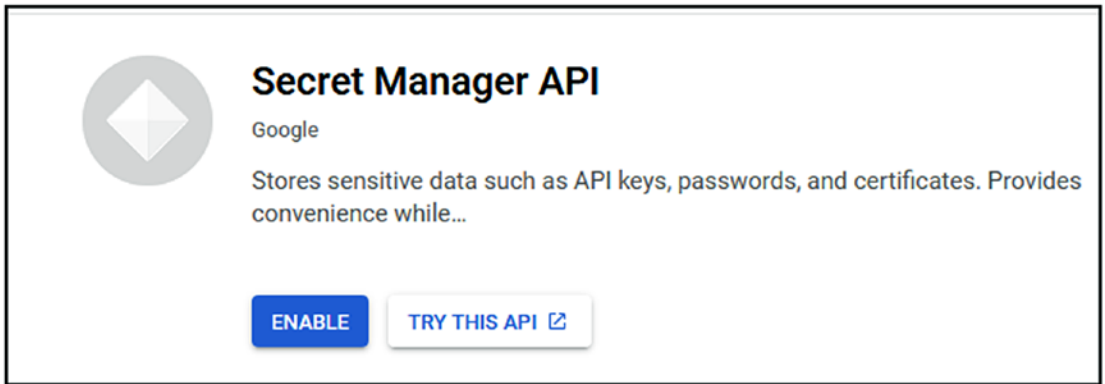 Secret Manager API
Google
Stores sensitive data such as API keys, passwords, and certificates. Provides
convenience while...
ENABLE
TRY THIS API